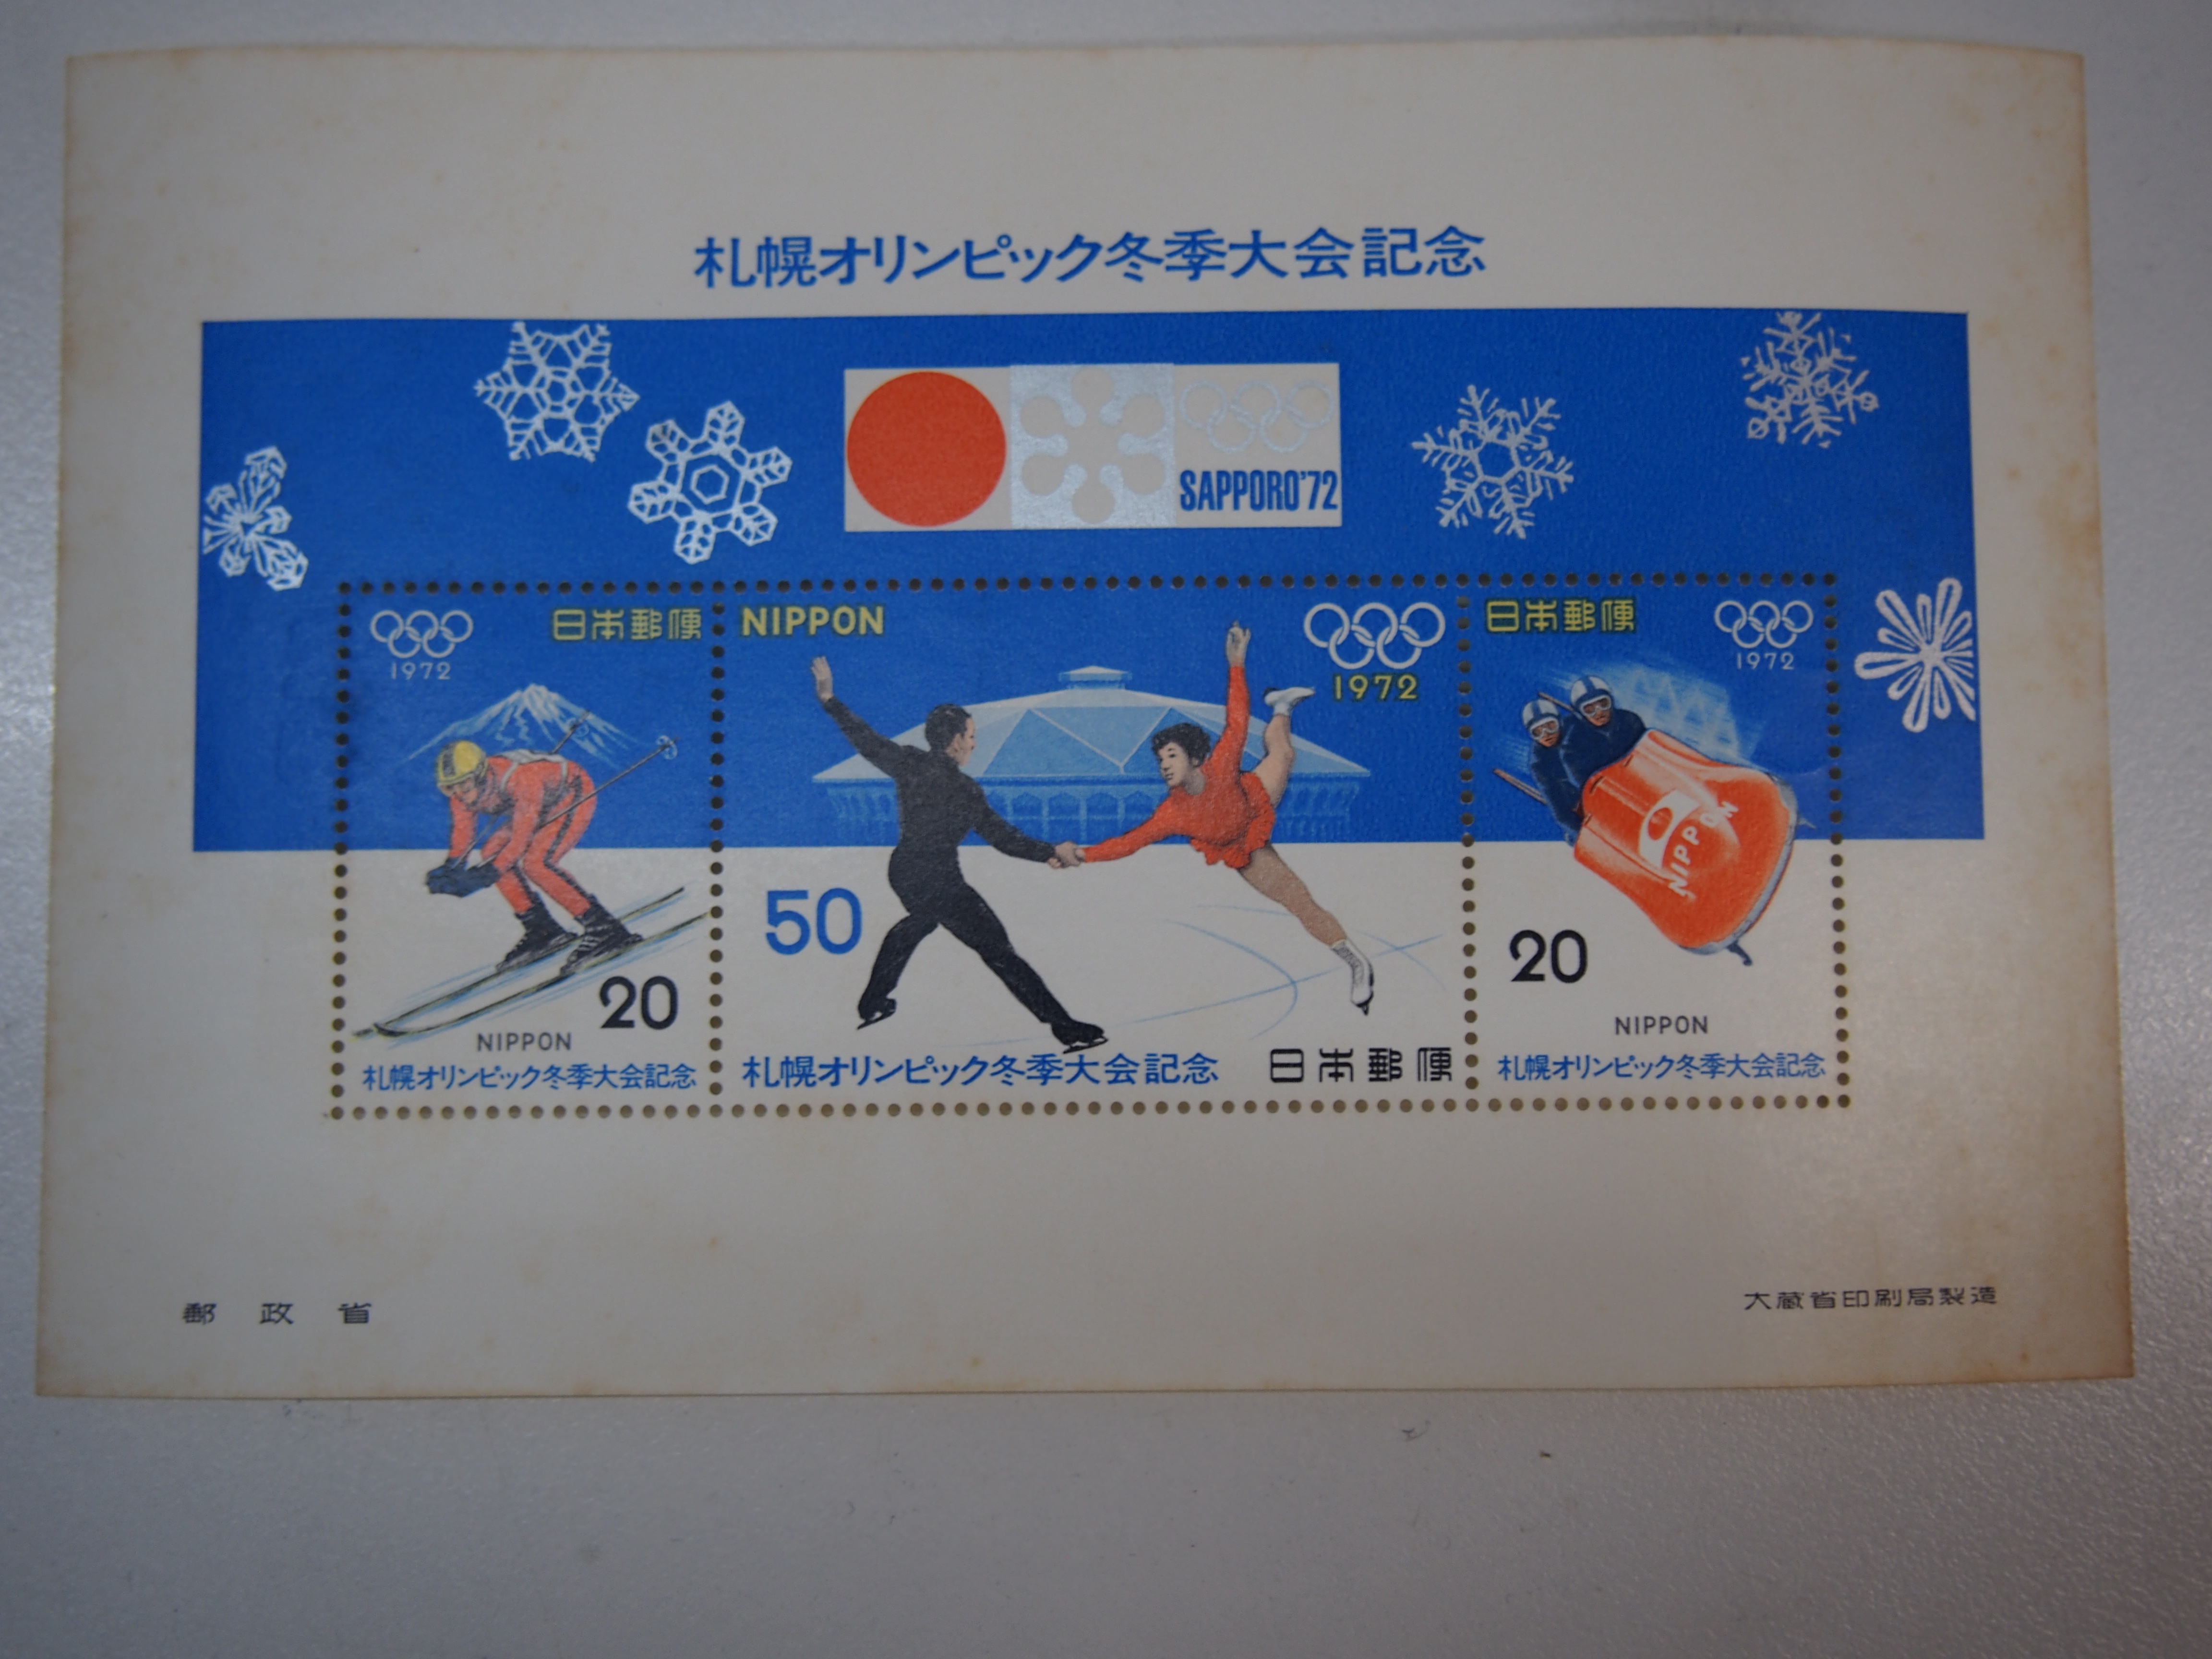 札幌オリンピック冬季大会記念
SAPPORO'72
1972
日本郵便
20
NIPPON
札幌オリンピック冬季大会記念
NIPPON
1972
50
札幌オリンピック冬季大会記念
日本郵便
日本郵便
1972
NIPPON
20
NIPPON
札幌オリンピック冬季大会記念
郵政省
大蔵省印刷局製造